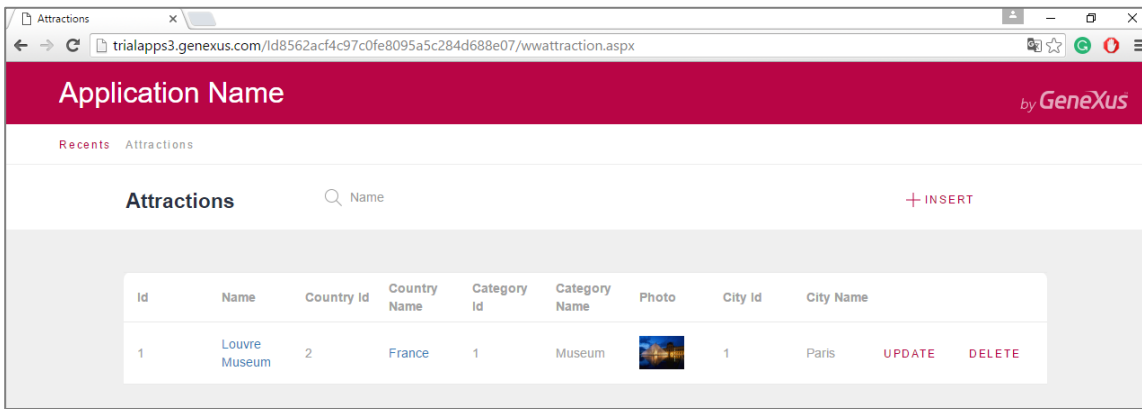 Attractions
trialapps3.genexus.com/Id8562acf4c97c0fe8095a5c284d688e07/wwattraction.aspx
Application Name
by GeneXus
Recents Attractions
Attractions Name INSERT
Id Name Country Id Country Name Category Id Category Name Photo City Id City Name
1 Louvre Museum 2 France 1 Museum 1 Paris UPDATE DELETE